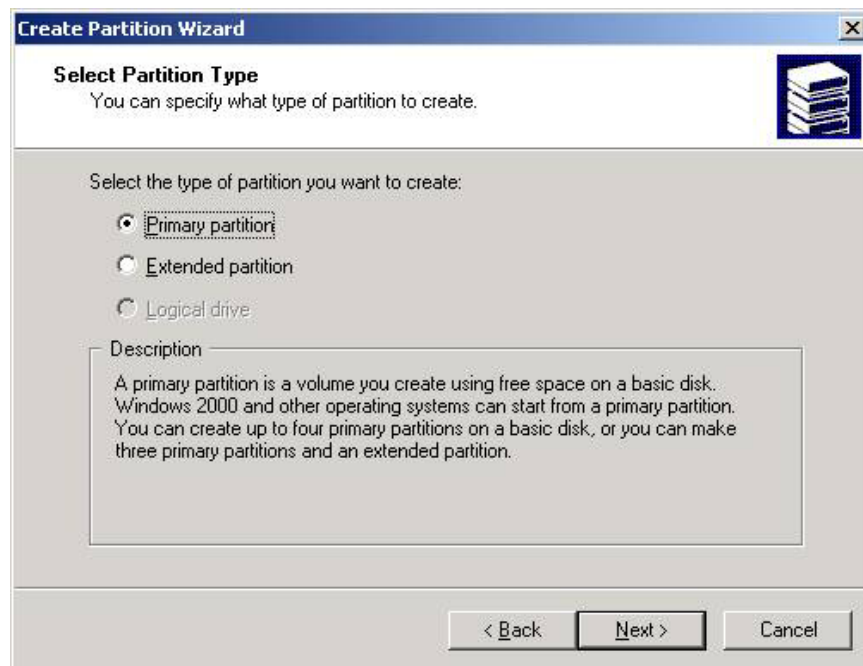 Create Partition Wizard
Select Partition Type
You can specify what type of partition to create.
Select the type of partition you want to create:
Primary partition
Extended partition
Logical drive
Description
A primary partition is a volume you create using free space on a basic disk.
Windows 2000 and other operating systems can start from a primary partition.
You can create up to four primary partitions on a basic disk, or you can make
three primary partitions and an extended partition.
< Back Next > Cancel